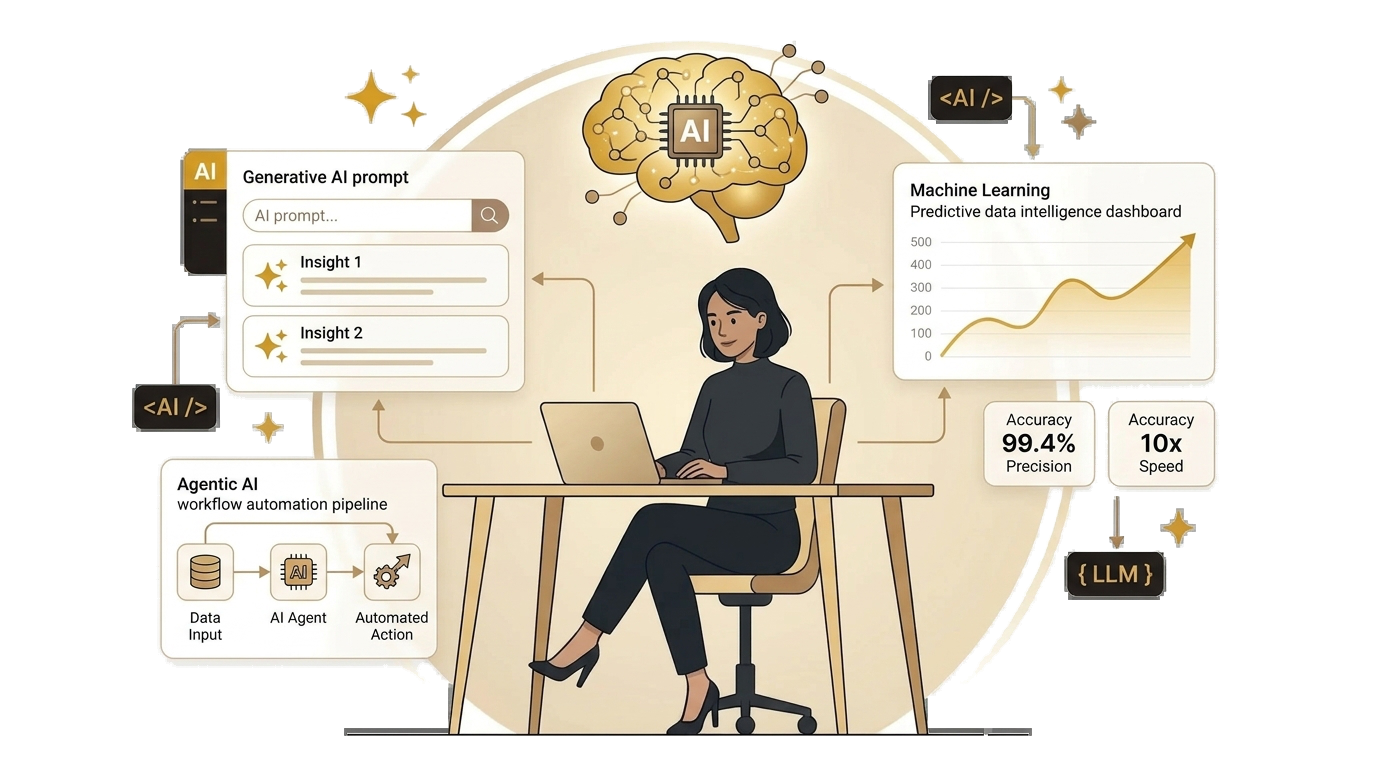 AI
<AI />
AI
Generative AI prompt
AI prompt...
Insight 1
Insight 2
Machine Learning
Predictive data intelligence dashboard
500
400
300
200
100
0
<AI />
Accuracy
99.4%
Precision
Accuracy
10x
Speed
Agentic AI
workflow automation pipeline
AI
Data
Input
AI Agent
Automated
Action
{ LLM }